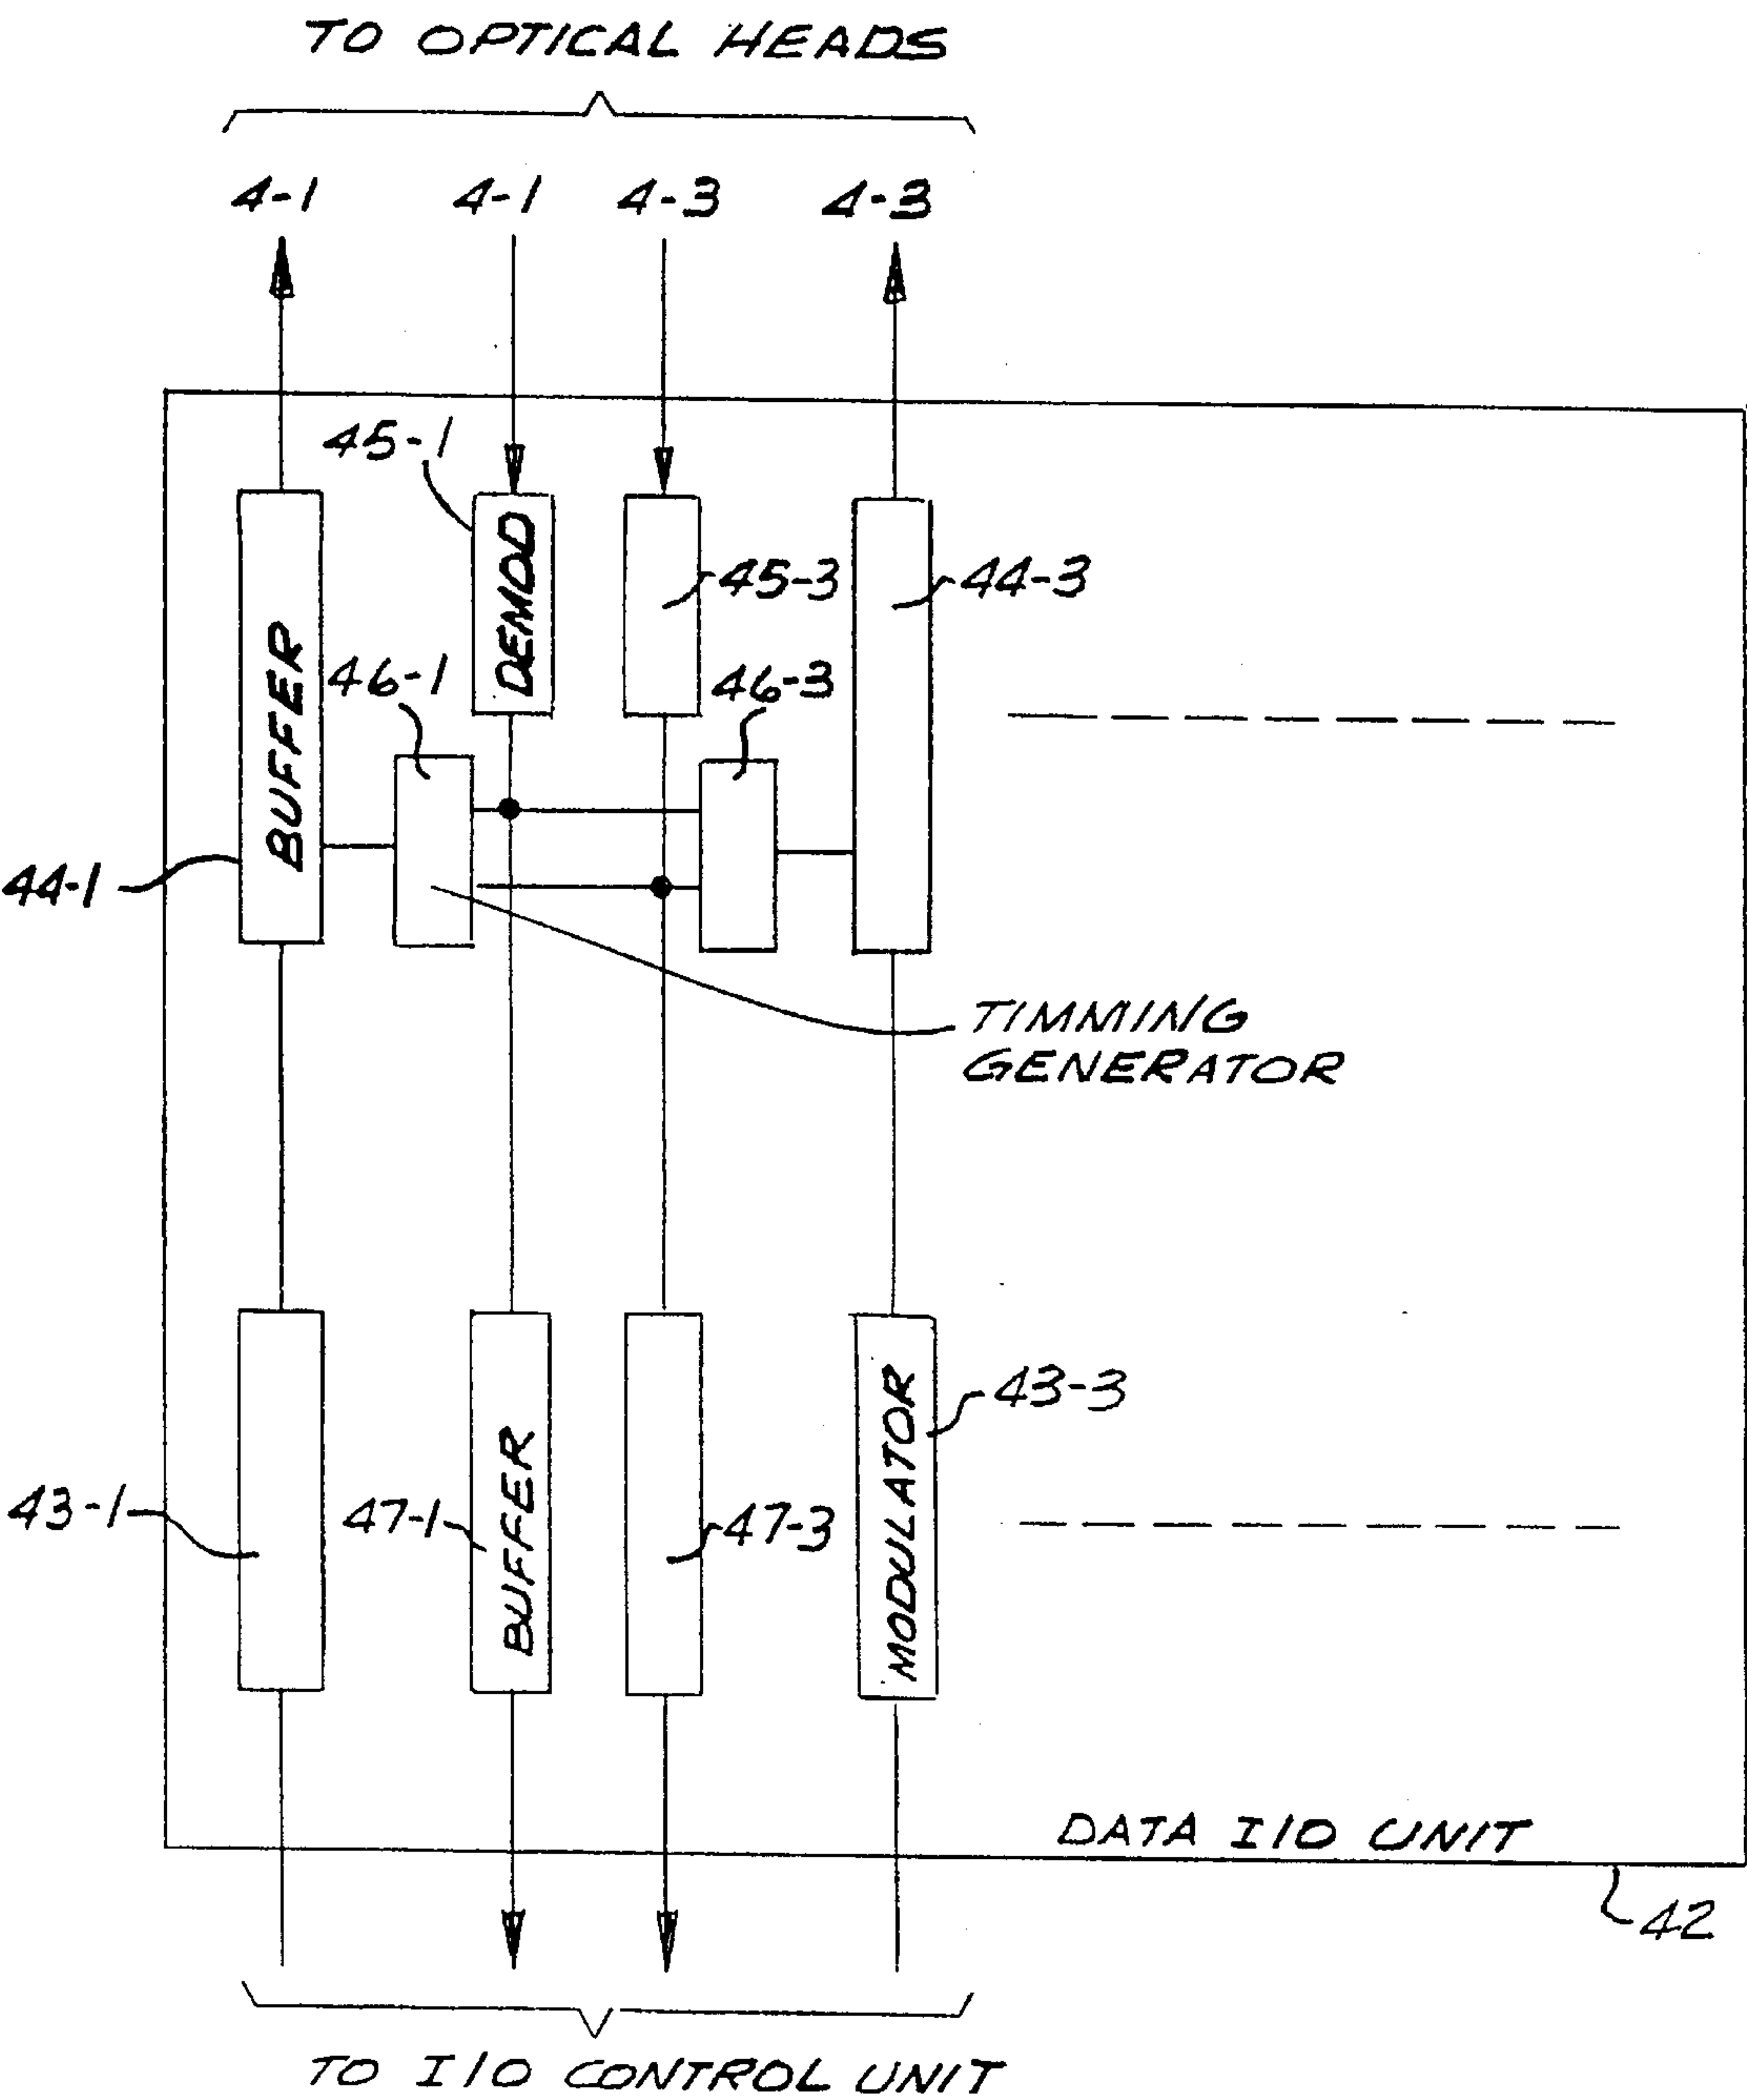 TO OPTICAL HEADS
4-1 4-1 4-3 4-3
45-1
DEMOD
45-3
44-3
BUFFER
46-1
46-3
44-1
TIMMING
GENERATOR
43-3
MODULATOR
43-1
47-1
BUFFER
47-3
DATA I/O UNIT
42
TO I/O CONTROL UNIT